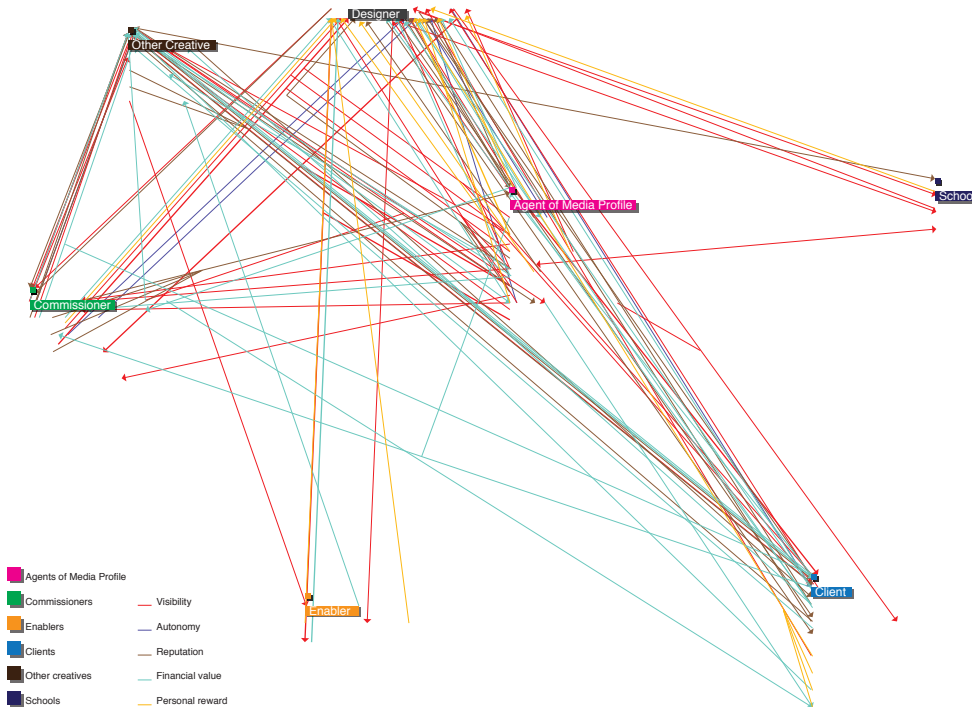 Designer
Other Creative
Schoo
Agent of Media Profile
Commissioner
Client
Enabler
Agents of Media Profile
Commissioners
Enablers
Clients
Other creatives
Schools
Visibility
Autonomy
Reputation
Financial value
Personal reward